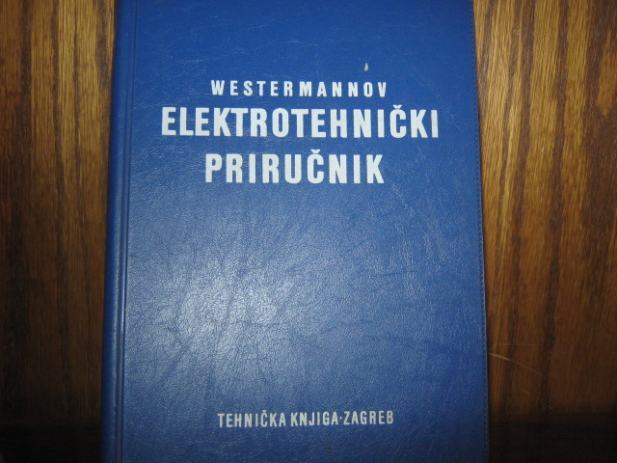 WESTERMANNOV
ELEKTROTEHNIČKI
PRIRUČNIK
TEHNIČKA KNJIGA·ZAGREB